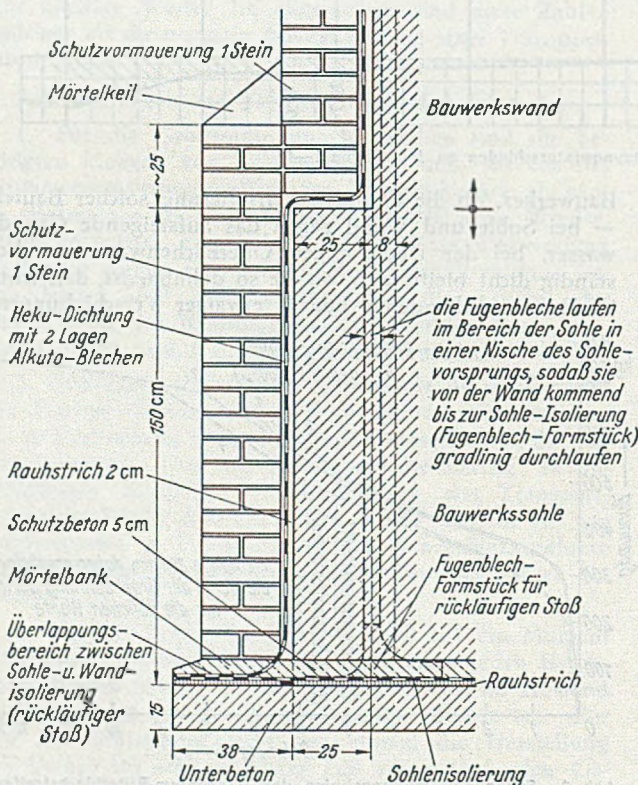 Schutzvormauerung 1 Stein
Mörtelkeil
Bauwerkswand
~25
Schutz-
vormauerung
1 Stein
25
8
Heku-Dichtung
mit 2 Lagen
Alkuta-Blechen
die Fugenbleche laufen
im Bereich der Sohle in
einer Nische des Sohle-
vorsprungs, sodaß sie
von der Wand kommend
bis zur Sohle-Isolierung
(Fugenblech-Formstück)
gradlinig durchlaufen
150 cm
Rauhstrich 2 cm
Schutzbeton 5 cm
Bauwerkssohle
Mörtelbank
Fugenblech-
Formstück für
rückläufigen Stoß
Überlappungs-
bereich zwischen
Sohle-u. Wand-
isolierung
(rückläufiger
Stoß)
Rauhstrich
15
38
25
Unterbeton
Sohlenisolierung